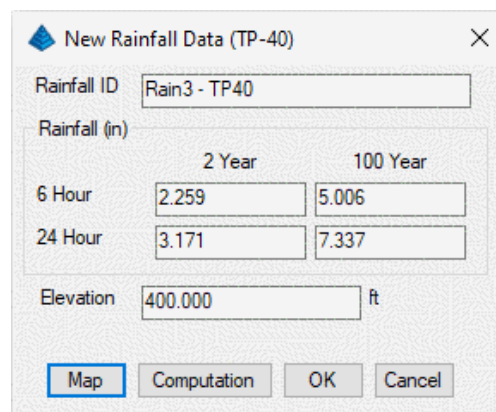 New Rainfall Data (TP-40)
Rainfall ID Rain3 - TP40
Rainfall (in)
2 Year 100 Year
6 Hour 2.259 5.006
24 Hour 3.171 7.337
Elevation 400.000 ft
Map Computation OK Cancel